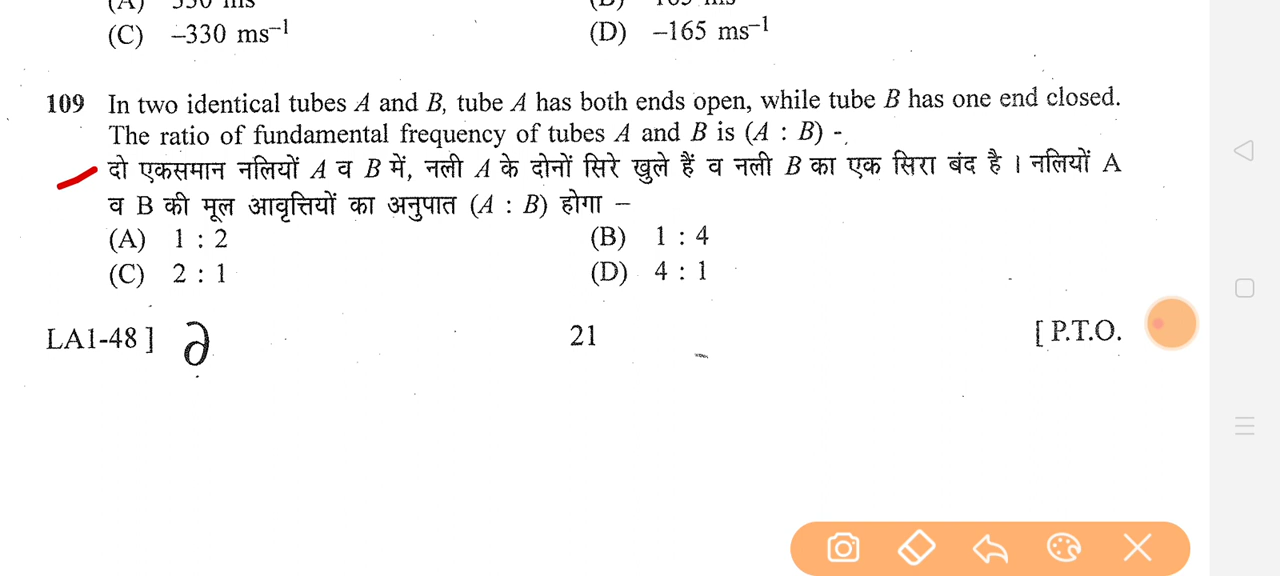 (C) –330 ms–1 (D) –165 ms–1
109 In two identical tubes A and B, tube A has both ends open, while tube B has one end closed.
The ratio of fundamental frequency of tubes A and B is (A : B) -
दो एकसमान नलियों A व B में, नली A के दोनों सिरे खुले हैं व नली B का एक सिरा बंद है । नलियों A
व B की मूल आवृत्तियों का अनुपात (A : B) होगा –
(A) 1 : 2 (B) 1 : 4
(C) 2 : 1 (D) 4 : 1
LA1-48 ] 21 [ P.T.O.